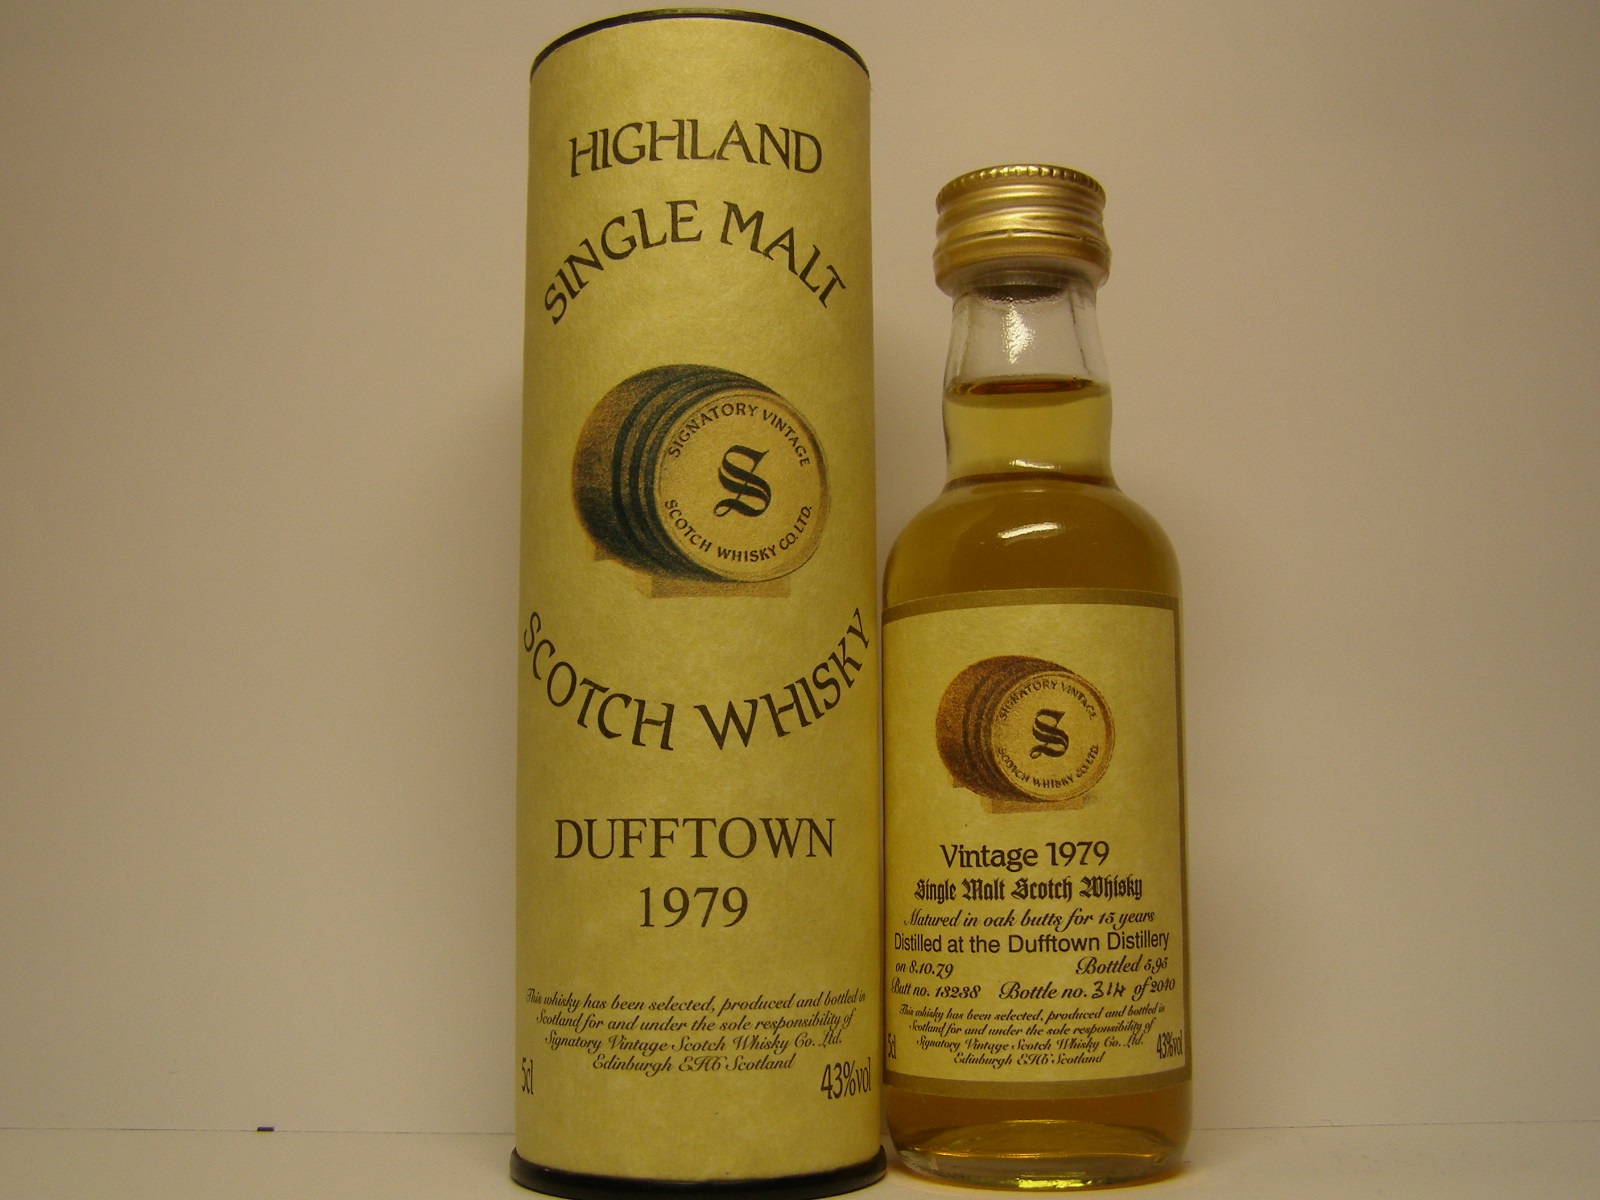 HIGHLAND
SINGLE MALT
SIGNATORY VINTAGE
S
SCOTCH WHISKY CO. LTD.
SCOTCH WHISKY
DUFFTOWN
1979
This whisky has been selected, produced and bottled in
Scotland for and under the sole responsibility of
Signatory Vintage Scotch Whisky Co. Ltd.
Edinburgh EH6 Scotland
5cl
43%vol
SIGNATORY VINTAGE
S
SCOTCH WHISKY CO. LTD.
Vintage 1979
Single Malt Scotch Whisky
Matured in oak butts for 15 years
Distilled at the Dufftown Distillery
on 8.10.79 Bottled 5.95
Butt no. 13238 Bottle no. 314 of 2010
This whisky has been selected, produced and bottled in
Scotland for and under the sole responsibility of
Signatory Vintage Scotch Whisky Co. Ltd.
Edinburgh EH6 Scotland
5cl
43%vol